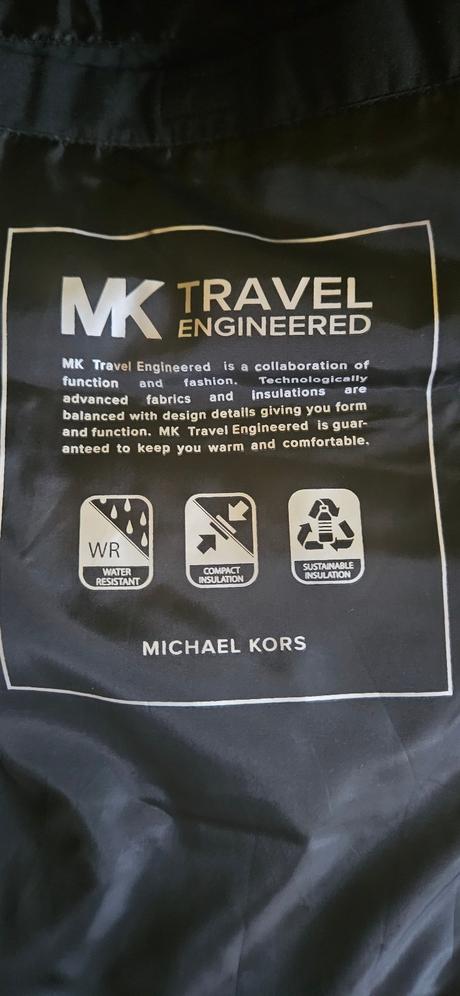 MK TRAVEL
ENGINEERED
MK Travel Engineered is a collaboration of
function and fashion. Technologically
advanced fabrics and insulations are
balanced with design details giving you form
and function. MK Travel Engineered is guar-
anteed to keep you warm and comfortable.
WR
WATER
RESISTANT
COMPACT
INSULATION
SUSTAINABLE
INSULATION
MICHAEL KORS